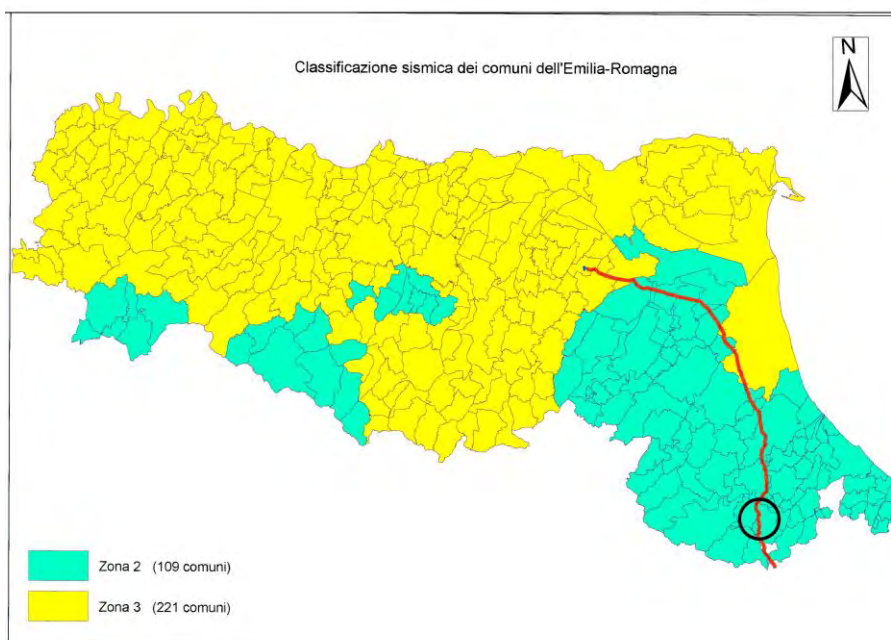 Classificazione sismica dei comuni dell'Emilia-Romagna
N
Zona 2 (109 comuni)
Zona 3 (221 comuni)